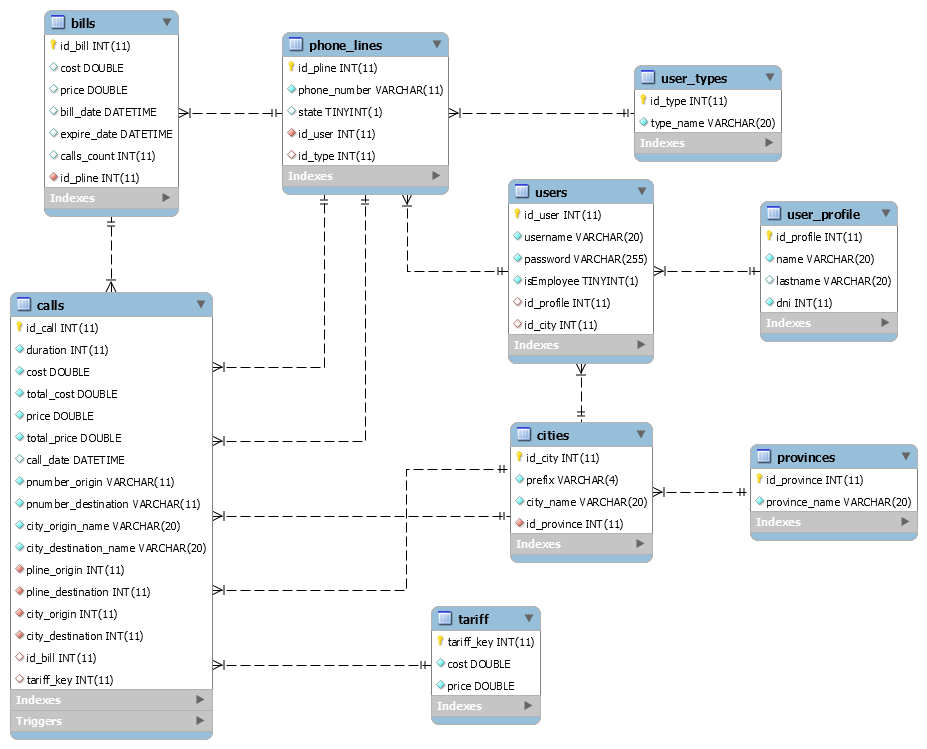 bills
id_bill INT(11)
cost DOUBLE
price DOUBLE
bill_date DATETIME
expire_date DATETIME
calls_count INT(11)
id_pline INT(11)
Indexes
phone_lines
id_pline INT(11)
phone_number VARCHAR(11)
state TINYINT(1)
id_user INT(11)
id_type INT(11)
Indexes
user_types
id_type INT(11)
type_name VARCHAR(20)
Indexes
users
id_user INT(11)
username VARCHAR(20)
password VARCHAR(255)
isEmployee TINYINT(1)
id_profile INT(11)
id_city INT(11)
Indexes
user_profile
id_profile INT(11)
name VARCHAR(20)
lastname VARCHAR(20)
dni INT(11)
Indexes
calls
id_call INT(11)
duration INT(11)
cost DOUBLE
total_cost DOUBLE
price DOUBLE
total_price DOUBLE
call_date DATETIME
pnumber_origin VARCHAR(11)
pnumber_destination VARCHAR(11)
city_origin_name VARCHAR(20)
city_destination_name VARCHAR(20)
pline_origin INT(11)
pline_destination INT(11)
city_origin INT(11)
city_destination INT(11)
id_bill INT(11)
tariff_key INT(11)
Indexes
Triggers
cities
id_city INT(11)
prefix VARCHAR(4)
city_name VARCHAR(20)
id_province INT(11)
Indexes
provinces
id_province INT(11)
province_name VARCHAR(20)
Indexes
tariff
tariff_key INT(11)
cost DOUBLE
price DOUBLE
Indexes